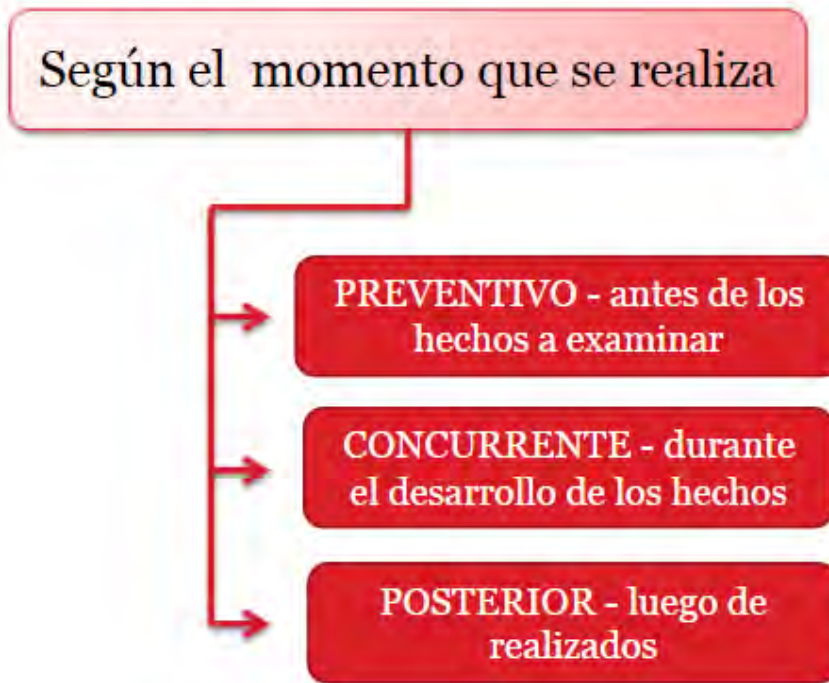 Según el momento que se realiza
PREVENTIVO - antes de los
hechos a examinar
CONCURRENTE - durante
el desarrollo de los hechos
POSTERIOR - luego de
realizados